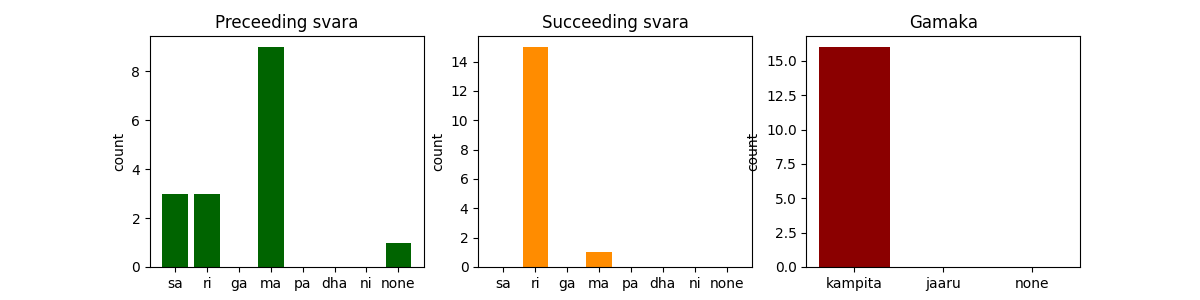 Preceeding svara
count
0
2
4
6
8
sa ri ga ma pa dha ni none
Succeeding svara
count
0
2
4
6
8
10
12
14
sa ri ga ma pa dha ni none
Gamaka
count
0.0
2.5
5.0
7.5
10.0
12.5
15.0
kampita jaaru none